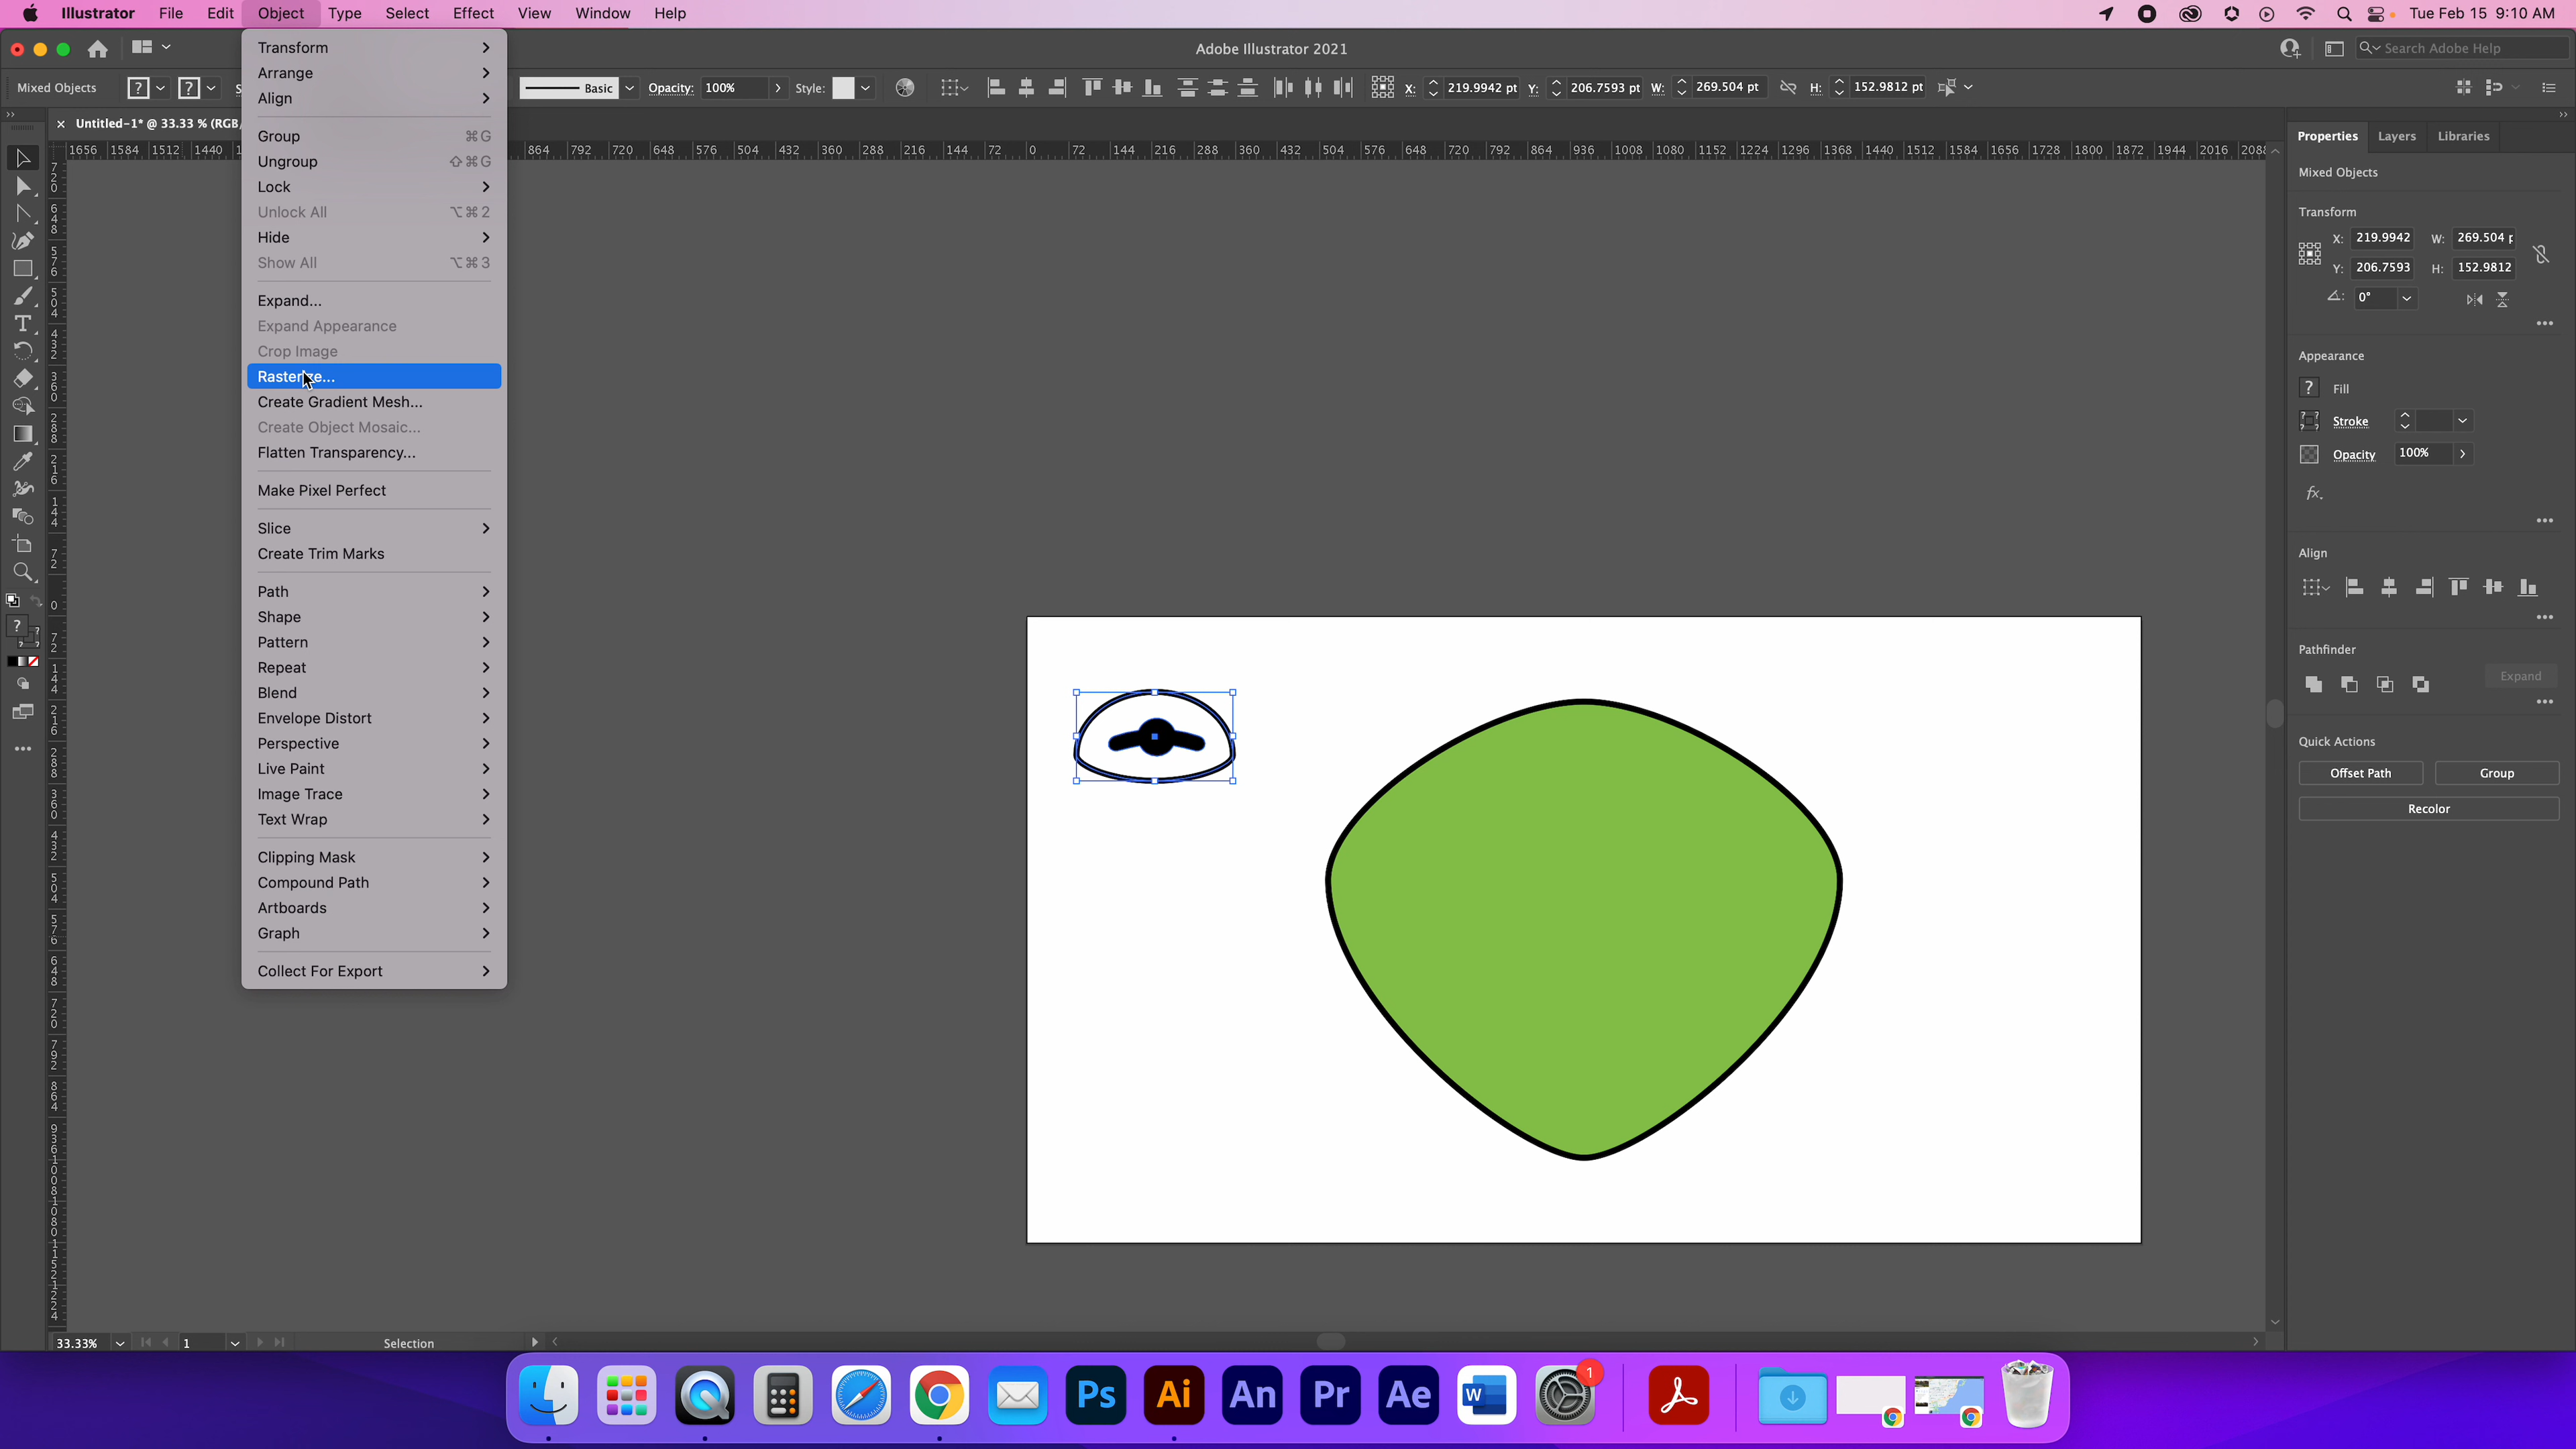 Illustrator File Edit Object Type Select Effect View Window Help Tue Feb 15 9:10 AM
Adobe Illustrator 2021 Search Adobe Help
Mixed Objects ? ? Basic Opacity: 100% Style: X: 219.9942 pt Y: 206.7593 pt W: 269.504 pt H: 152.9812 pt
× Untitled-1* @ 33.33 % (RGB/
1656 1584 1512 1440 864 792 720 648 576 504 432 360 288 216 144 72 0 72 144 216 288 360 432 504 576 648 720 792 864 936 1008 1080 1152 1224 1296 1368 1440 1512 1584 1656 1728 1800 1872 1944 2016
Transform
Arrange
Align
Group ⌘G
Ungroup ⇧⌘G
Lock
Unlock All ⌥⌘2
Hide
Show All ⌥⌘3
Expand...
Expand Appearance
Crop Image
Rasterize...
Create Gradient Mesh...
Create Object Mosaic...
Flatten Transparency...
Make Pixel Perfect
Slice
Create Trim Marks
Path
Shape
Pattern
Repeat
Blend
Envelope Distort
Perspective
Live Paint
Image Trace
Text Wrap
Clipping Mask
Compound Path
Artboards
Graph
Collect For Export
Properties Layers Libraries
Mixed Objects
Transform
X: 219.9942 W: 269.504 p
Y: 206.7593 H: 152.9812
0°
Appearance
? Fill
Stroke
Opacity 100%
fx.
Align
Pathfinder
Expand
Quick Actions
Offset Path Group
Recolor
33.33% 1 Selection
Ps Ai An Pr Ae W 1